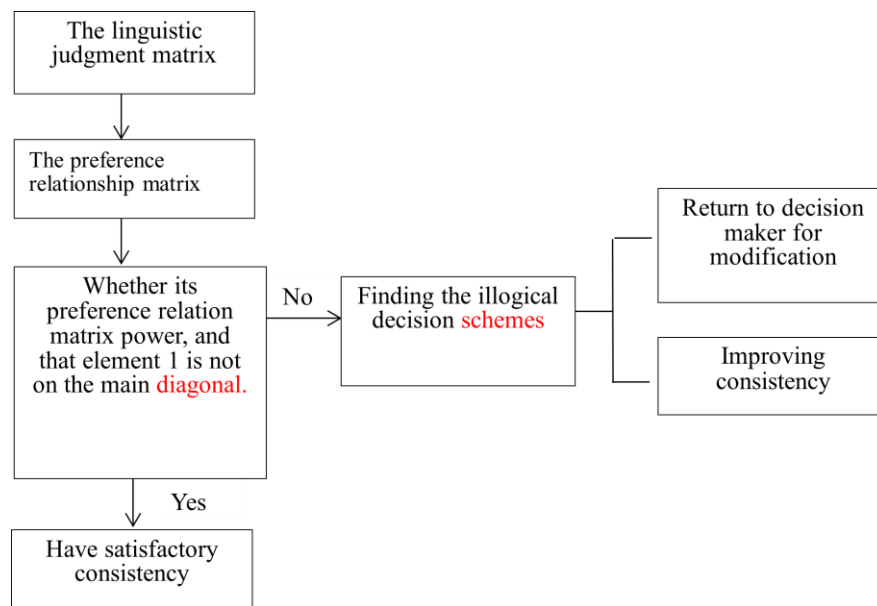 The linguistic
judgment matrix
The preference
relationship matrix
Whether its
preference relation
matrix power, and
that element 1 is not
on the main diagonal.
No
Finding the illogical
decision schemes
Return to decision
maker for
modification
Improving
consistency
Yes
Have satisfactory
consistency